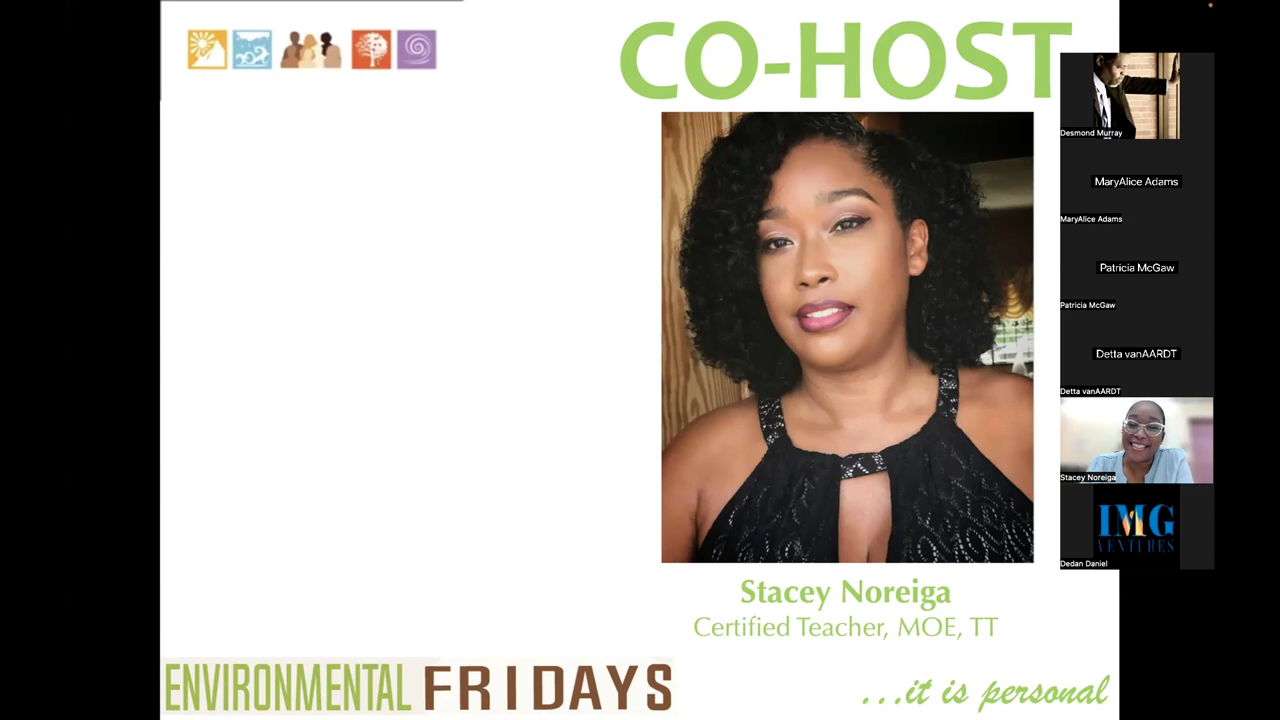 CO-HOST
Desmond Murray
MaryAlice Adams
MaryAlice Adams
Patricia McGaw
Patricia McGaw
Detta vanAARDT
Detta vanAARDT
Stacey Noreiga
IMG
VENTURES
Dedan Daniel
Stacey Noreiga
Certified Teacher, MOE, TT
ENVIRONMENTAL FRIDAYS
...it is personal